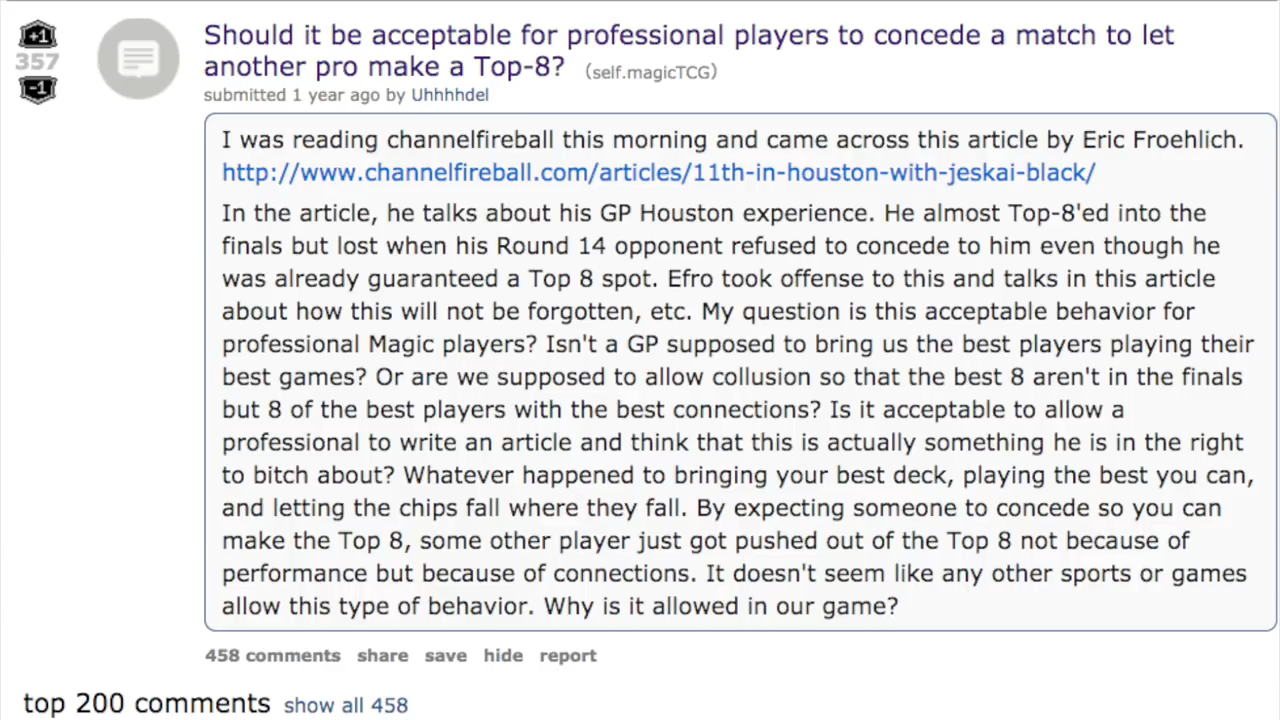 +1
357
-1
Should it be acceptable for professional players to concede a match to let
another pro make a Top-8? (self.magicTCG)
submitted 1 year ago by Uhhhhdel
I was reading channelfireball this morning and came across this article by Eric Froehlich.
http://www.channelfireball.com/articles/11th-in-houston-with-jeskai-black/
In the article, he talks about his GP Houston experience. He almost Top-8'ed into the
finals but lost when his Round 14 opponent refused to concede to him even though he
was already guaranteed a Top 8 spot. Efro took offense to this and talks in this article
about how this will not be forgotten, etc. My question is this acceptable behavior for
professional Magic players? Isn't a GP supposed to bring us the best players playing their
best games? Or are we supposed to allow collusion so that the best 8 aren't in the finals
but 8 of the best players with the best connections? Is it acceptable to allow a
professional to write an article and think that this is actually something he is in the right
to bitch about? Whatever happened to bringing your best deck, playing the best you can,
and letting the chips fall where they fall. By expecting someone to concede so you can
make the Top 8, some other player just got pushed out of the Top 8 not because of
performance but because of connections. It doesn't seem like any other sports or games
allow this type of behavior. Why is it allowed in our game?
458 comments share save hide report
top 200 comments show all 458